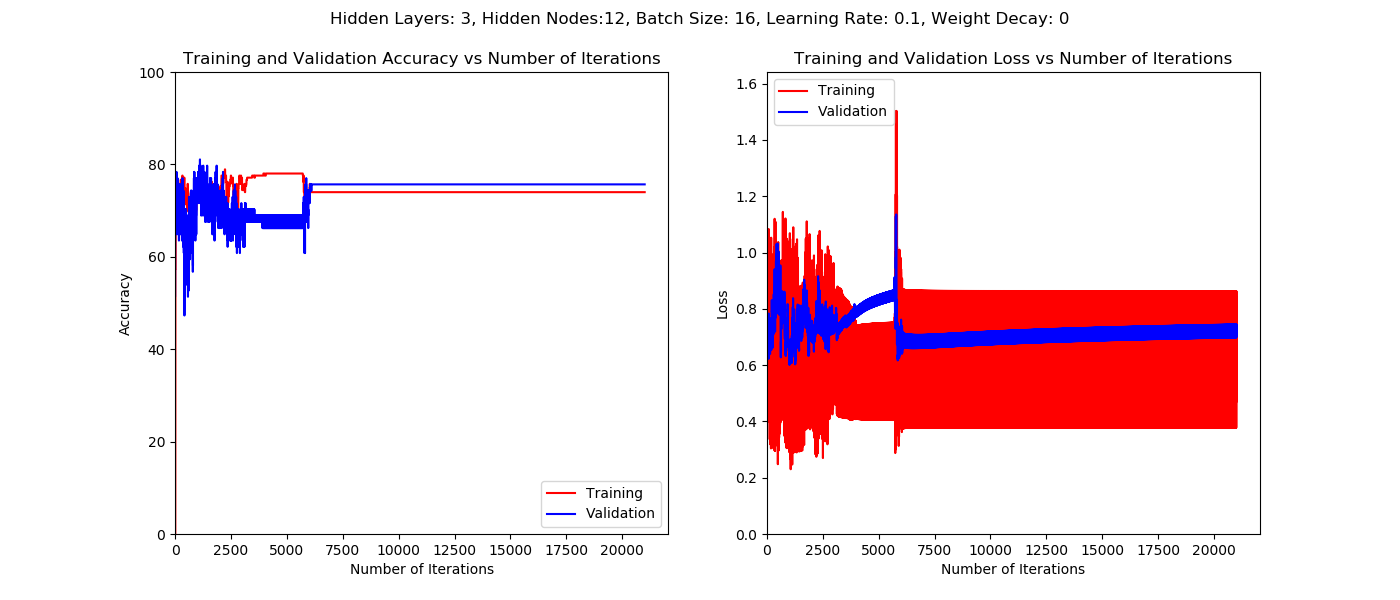 Hidden Layers: 3, Hidden Nodes:12, Batch Size: 16, Learning Rate: 0.1, Weight Decay: 0
Training and Validation Accuracy vs Number of Iterations
100
80
60
40
20
0
Accuracy
0 2500 5000 7500 10000 12500 15000 17500 20000
Number of Iterations
Training
Validation
Training and Validation Loss vs Number of Iterations
1.6
1.4
1.2
1.0
0.8
0.6
0.4
0.2
0.0
Loss
0 2500 5000 7500 10000 12500 15000 17500 20000
Number of Iterations
Training
Validation